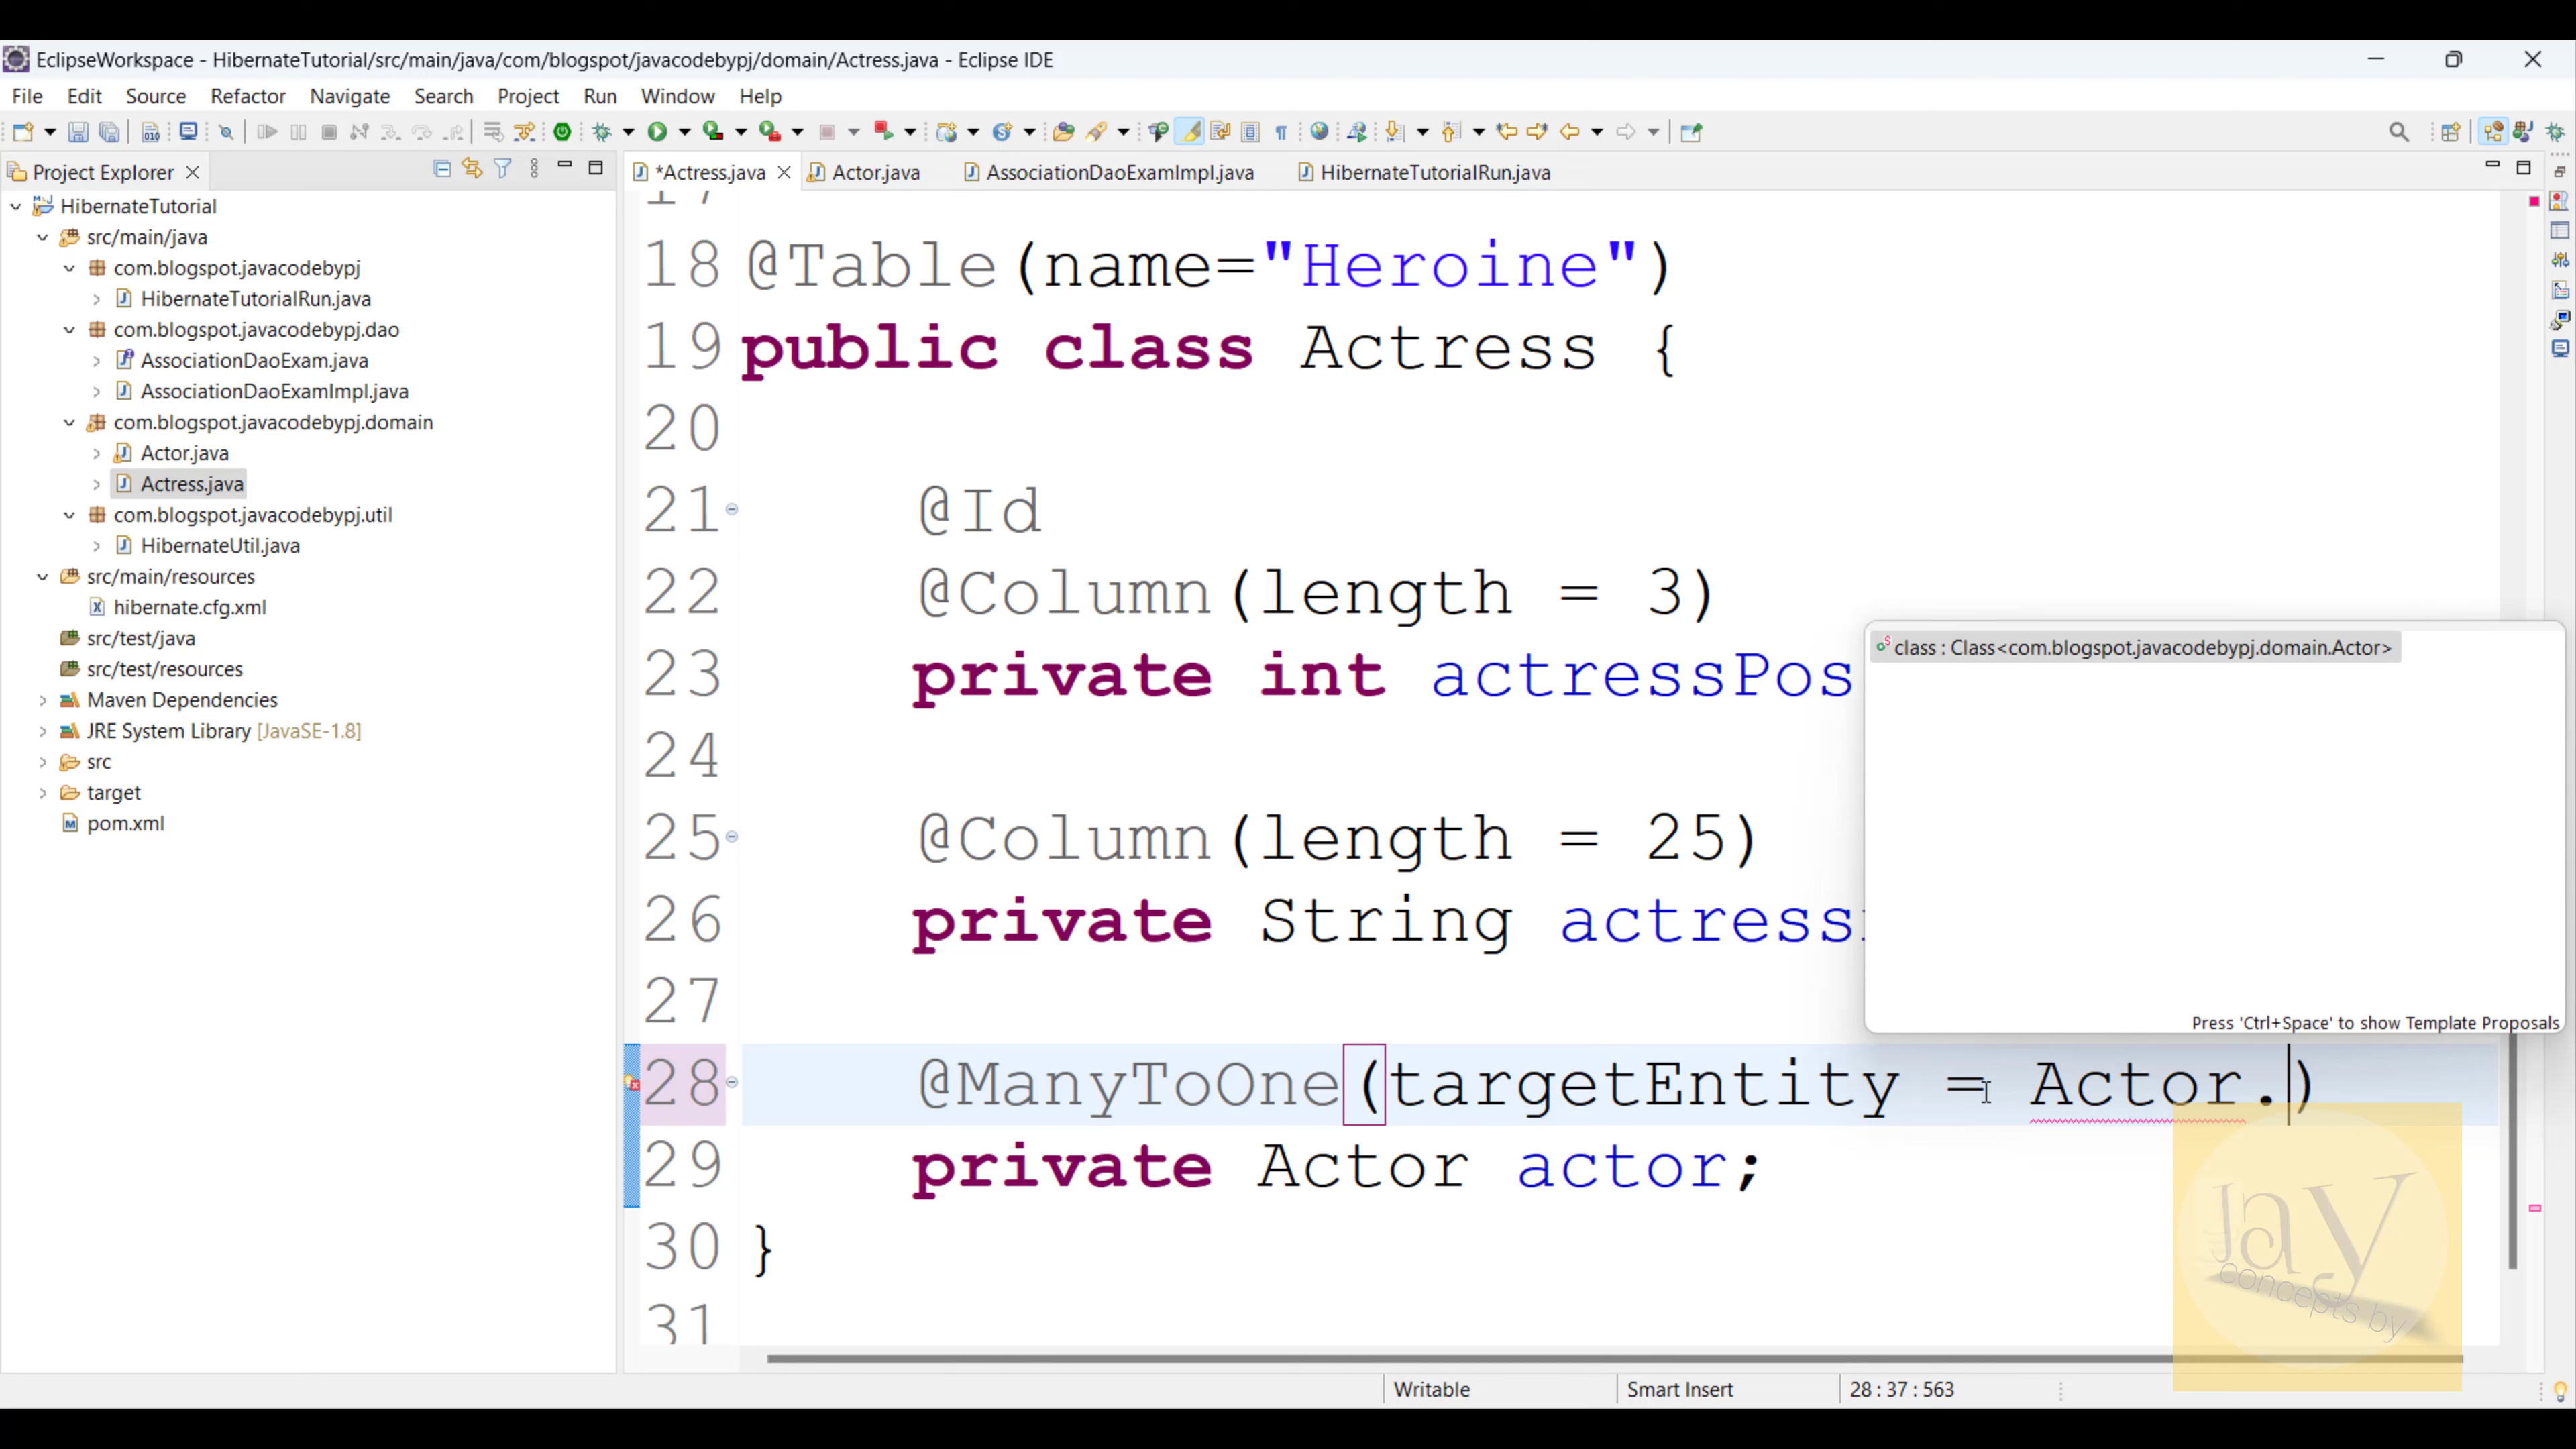 EclipseWorkspace - HibernateTutorial/src/main/java/com/blogspot/javacodebypj/domain/Actress.java - Eclipse IDE
File Edit Source Refactor Navigate Search Project Run Window Help
Project Explorer
*Actress.java Actor.java AssociationDaoExamImpl.java HibernateTutorialRun.java
HibernateTutorial
src/main/java
com.blogspot.javacodebypj
HibernateTutorialRun.java
com.blogspot.javacodebypj.dao
AssociationDaoExam.java
AssociationDaoExamImpl.java
com.blogspot.javacodebypj.domain
Actor.java
Actress.java
com.blogspot.javacodebypj.util
HibernateUtil.java
src/main/resources
hibernate.cfg.xml
src/test/java
src/test/resources
Maven Dependencies
JRE System Library [JavaSE-1.8]
src
target
pom.xml
17
18 @Table(name="Heroine")
19 public class Actress {
20
21 @Id
22 @Column(length = 3)
23 private int actressPos
24
25 @Column(length = 25)
26 private String actress
27
28 @ManyToOne(targetEntity = Actor.)
29 private Actor actor;
30 }
31
class : Class<com.blogspot.javacodebypj.domain.Actor>
Press 'Ctrl+Space' to show Template Proposals
Jay
concepts by
Writable Smart Insert 28 : 37 : 563